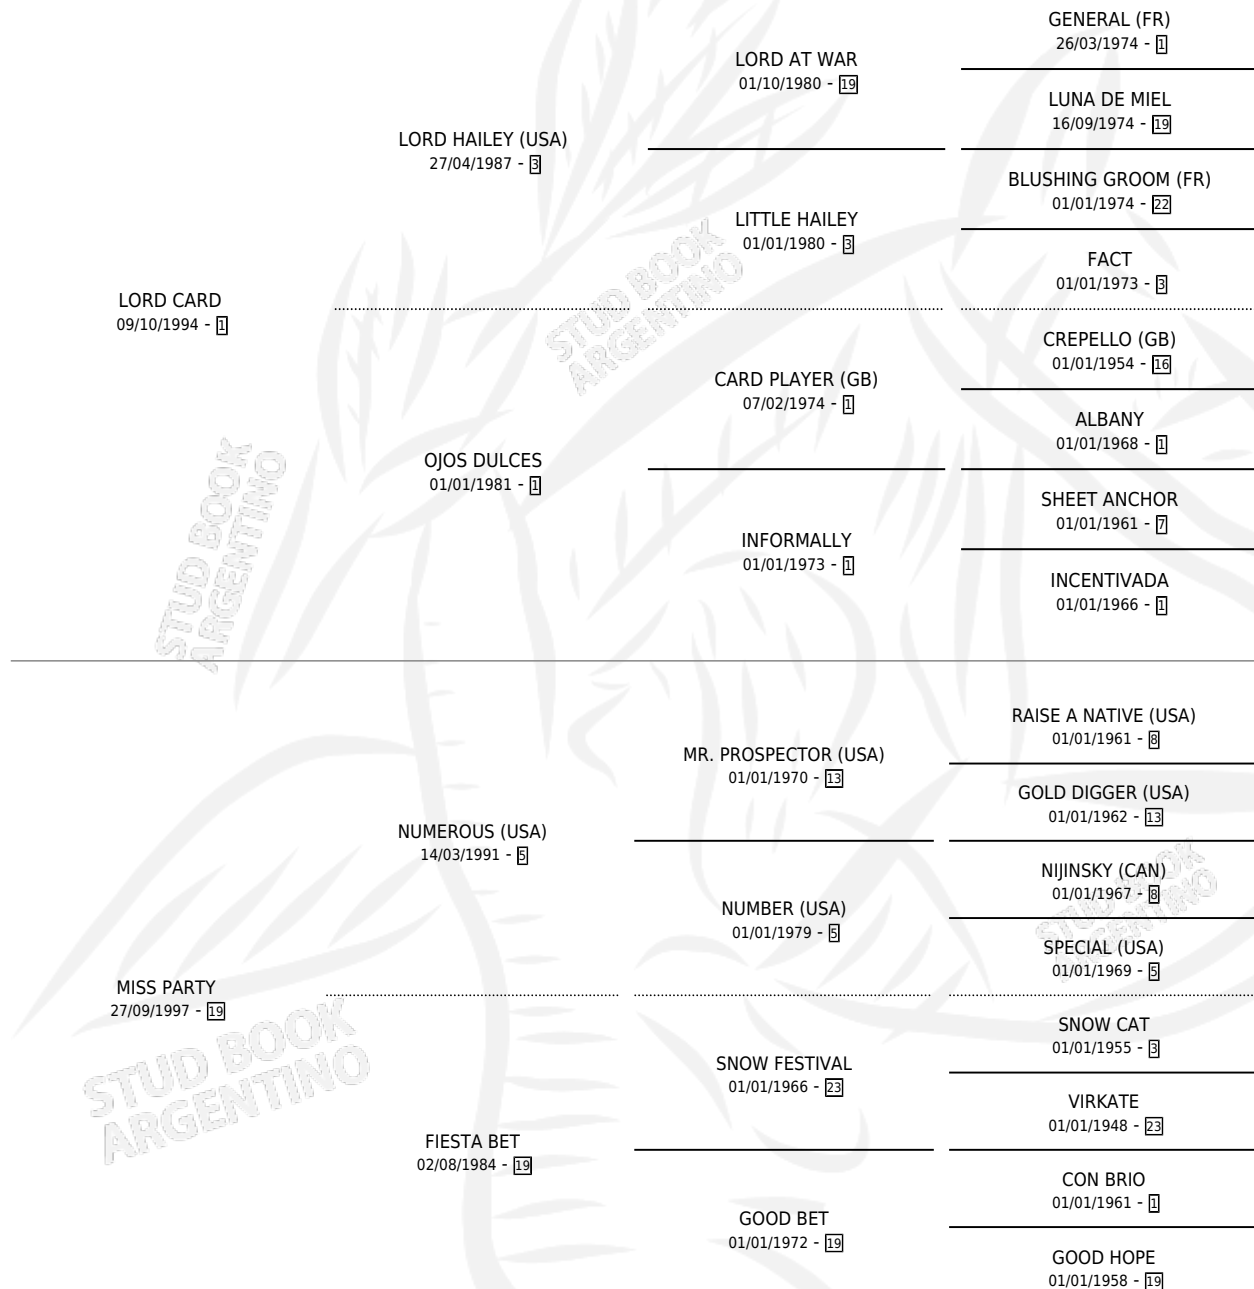 GENERAL (FR)
26/03/1974 - 1
LORD AT WAR
01/10/1980 - 19
LUNA DE MIEL
16/09/1974 - 19
LORD HAILEY (USA)
27/04/1987 - 3
BLUSHING GROOM (FR)
01/01/1974 - 22
LITTLE HAILEY
01/01/1980 - 3
FACT
01/01/1973 - 3
LORD CARD
09/10/1994 - 1
CREPELLO (GB)
01/01/1954 - 16
CARD PLAYER (GB)
07/02/1974 - 1
ALBANY
01/01/1968 - 1
OJOS DULCES
01/01/1981 - 1
SHEET ANCHOR
01/01/1961 - 7
INFORMALLY
01/01/1973 - 1
INCENTIVADA
01/01/1966 - 1
RAISE A NATIVE (USA)
01/01/1961 - 8
MR. PROSPECTOR (USA)
01/01/1970 - 13
GOLD DIGGER (USA)
01/01/1962 - 13
NUMEROUS (USA)
14/03/1991 - 5
NIJINSKY (CAN)
01/01/1967 - 8
NUMBER (USA)
01/01/1979 - 5
SPECIAL (USA)
01/01/1969 - 5
MISS PARTY
27/09/1997 - 19
SNOW CAT
01/01/1955 - 3
SNOW FESTIVAL
01/01/1966 - 23
VIRKATE
01/01/1948 - 23
FIESTA BET
02/08/1984 - 19
CON BRIO
01/01/1961 - 1
GOOD BET
01/01/1972 - 19
GOOD HOPE
01/01/1958 - 19
STUD BOOK
ARGENTINO
STUD BOOK
ARGENTINO
STUD BOOK
ARGENTINO
STUD BOOK
ARGENTINO